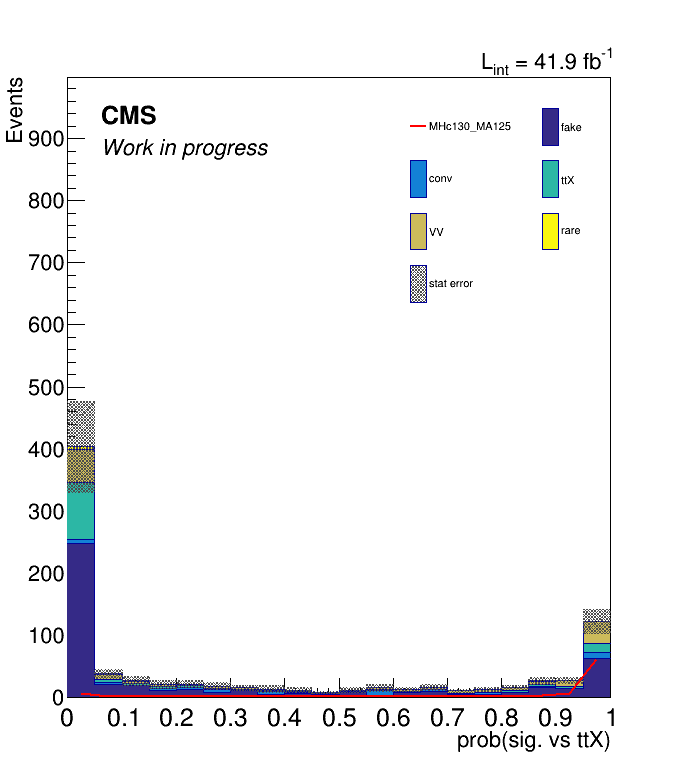 L_int = 41.9 fb^-1
Events
CMS
Work in progress
MHc130_MA125
fake
conv
ttX
VV
rare
stat error
900
800
700
600
500
400
300
200
100
0
0 0.1 0.2 0.3 0.4 0.5 0.6 0.7 0.8 0.9 1
prob(sig. vs ttX)